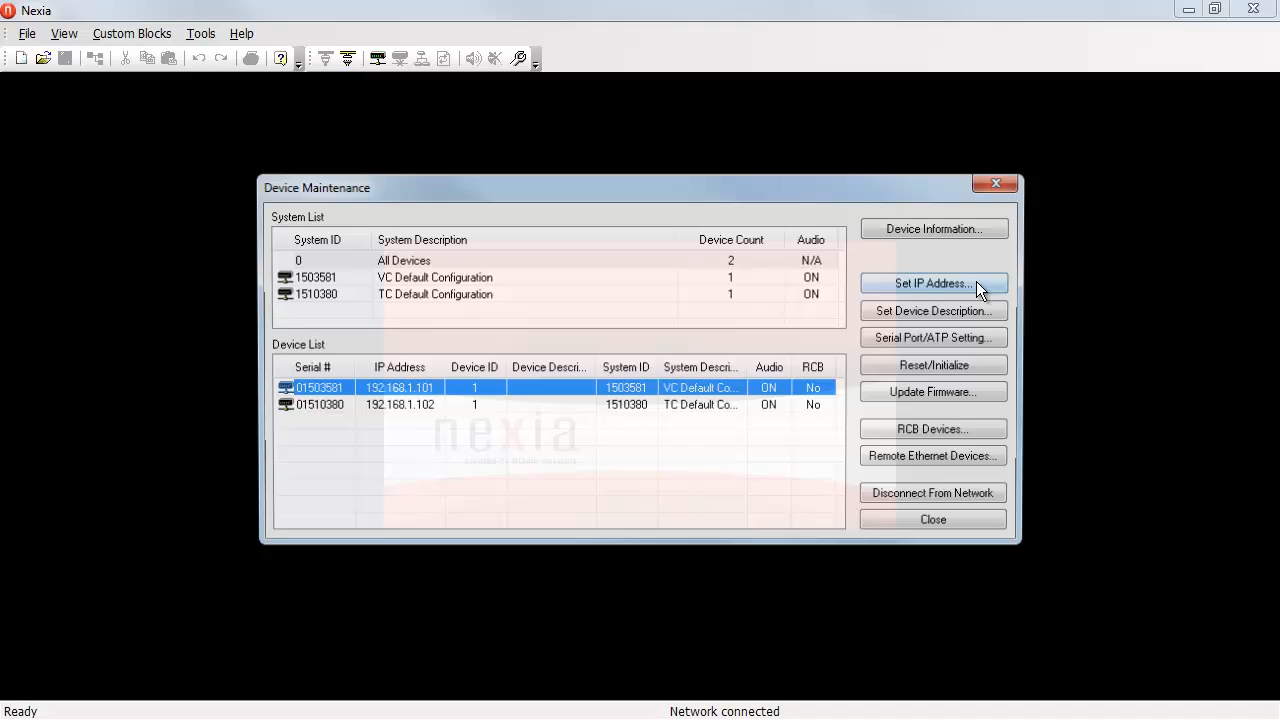 Nexia
File View Custom Blocks Tools Help
Device Maintenance
System List
System ID System Description Device Count Audio
0 All Devices 2 N/A
1503581 VC Default Configuration 1 ON
1510380 TC Default Configuration 1 ON
Device List
Serial # IP Address Device ID Device Descri... System ID System Descri... Audio RCB
01503581 192.168.1.101 1 1503581 VC Default Co... ON No
01510380 192.168.1.102 1 1510380 TC Default Co... ON No
nexia
Device Information...
Set IP Address...
Set Device Description...
Serial Port/ATP Setting...
Reset/Initialize
Update Firmware...
RCB Devices...
Remote Ethernet Devices...
Disconnect From Network
Close
Ready Network connected